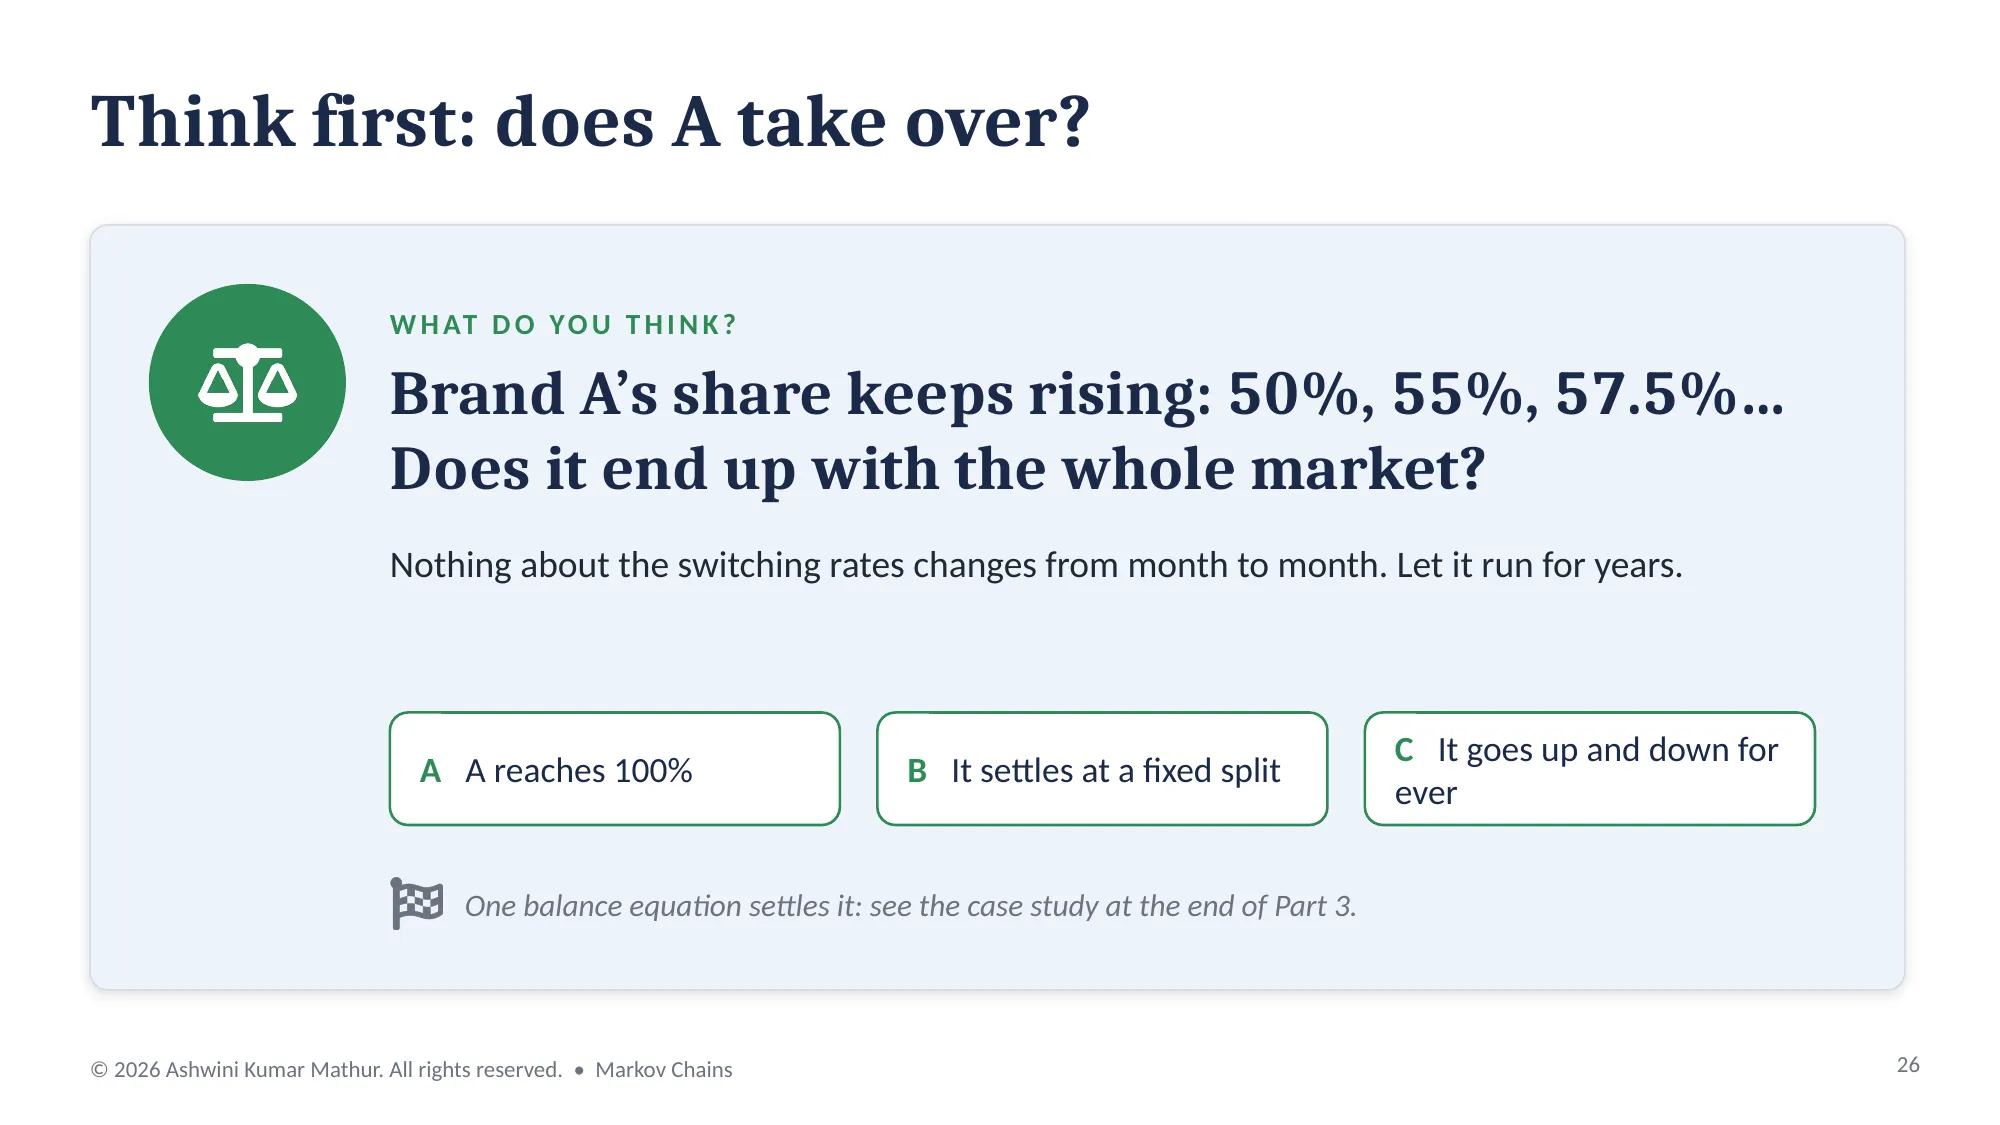 Think first: does A take over?
WHAT DO YOU THINK?
Brand A’s share keeps rising: 50%, 55%, 57.5%…
Does it end up with the whole market?
Nothing about the switching rates changes from month to month. Let it run for years.
A A reaches 100%
B It settles at a fixed split
C It goes up and down for
ever
One balance equation settles it: see the case study at the end of Part 3.
© 2026 Ashwini Kumar Mathur. All rights reserved. • Markov Chains
26